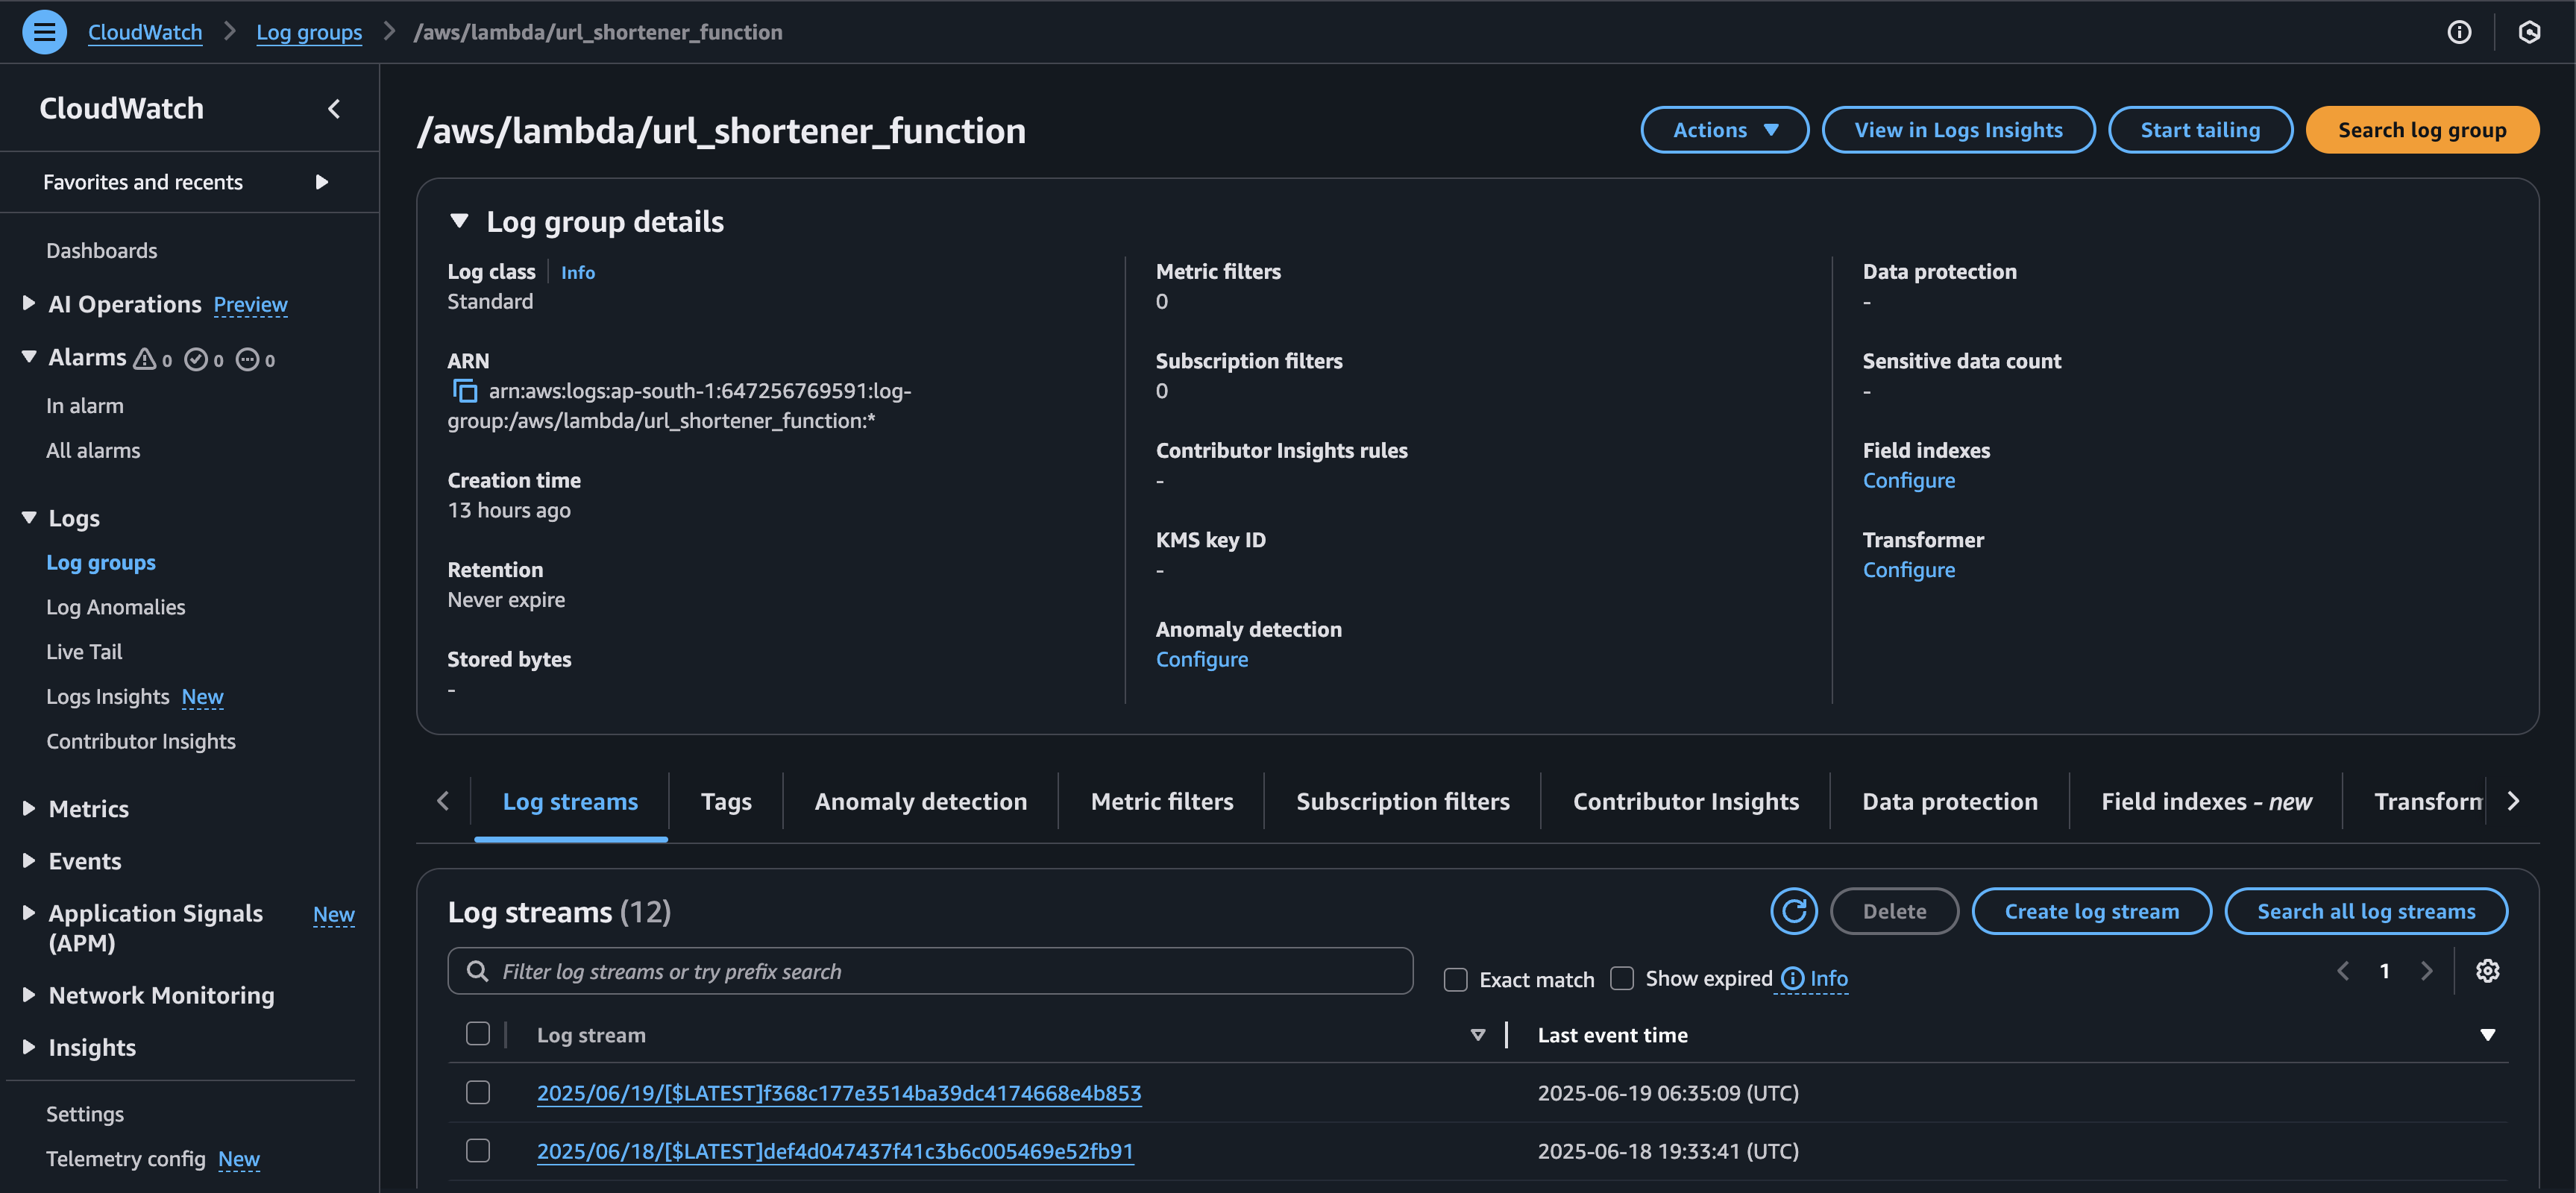 CloudWatch > Log groups > /aws/lambda/url_shortener_function
CloudWatch
Favorites and recents
Dashboards
AI Operations Preview
Alarms 0 0 0
In alarm
All alarms
Logs
Log groups
Log Anomalies
Live Tail
Logs Insights New
Contributor Insights
Metrics
Events
Application Signals New
(APM)
Network Monitoring
Insights
Settings
Telemetry config New
/aws/lambda/url_shortener_function
Actions
View in Logs Insights
Start tailing
Search log group
Log group details
Log class Info
Standard
ARN
arn:aws:logs:ap-south-1:647256769591:log-
group:/aws/lambda/url_shortener_function:*
Creation time
13 hours ago
Retention
Never expire
Stored bytes
-
Metric filters
0
Subscription filters
0
Contributor Insights rules
-
KMS key ID
-
Anomaly detection
Configure
Data protection
-
Sensitive data count
-
Field indexes
Configure
Transformer
Configure
Log streams
Tags
Anomaly detection
Metric filters
Subscription filters
Contributor Insights
Data protection
Field indexes - new
Transform
Log streams (12)
Delete
Create log stream
Search all log streams
Filter log streams or try prefix search
Exact match
Show expired Info
1
Log stream
Last event time
2025/06/19/[$LATEST]f368c177e3514ba39dc4174668e4b853
2025-06-19 06:35:09 (UTC)
2025/06/18/[$LATEST]def4d047437f41c3b6c005469e52fb91
2025-06-18 19:33:41 (UTC)